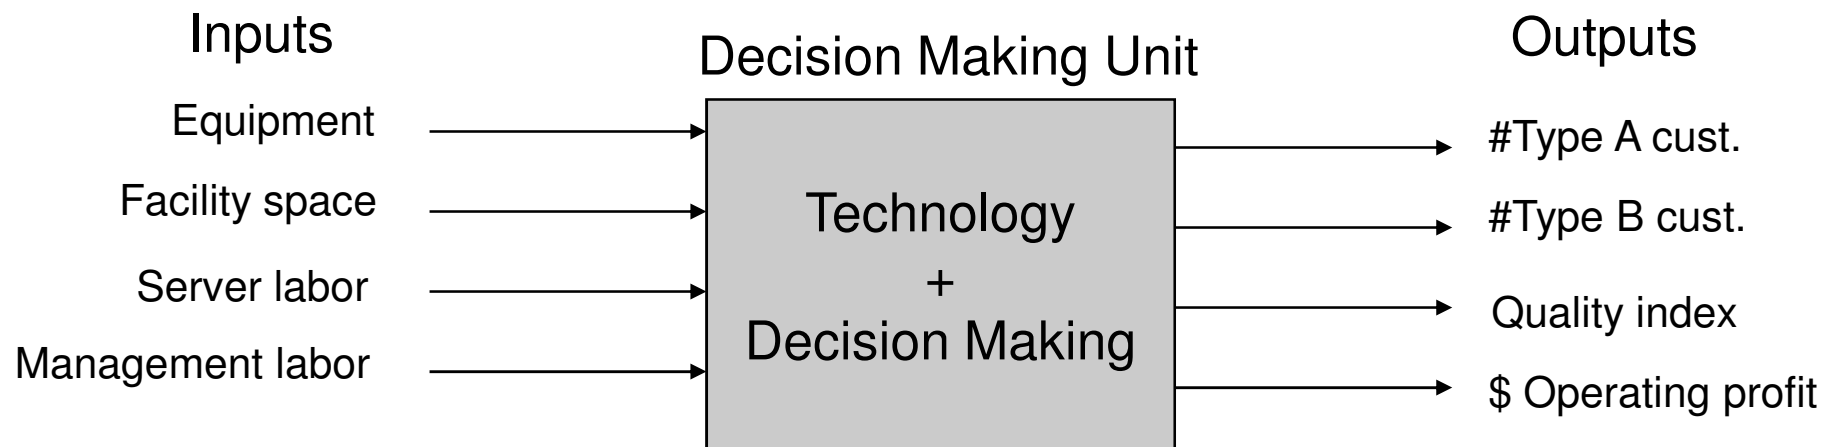 Inputs
Equipment
Facility space
Server labor
Management labor
Decision Making Unit
Technology
+
Decision Making
Outputs
#Type A cust.
#Type B cust.
Quality index
$ Operating profit